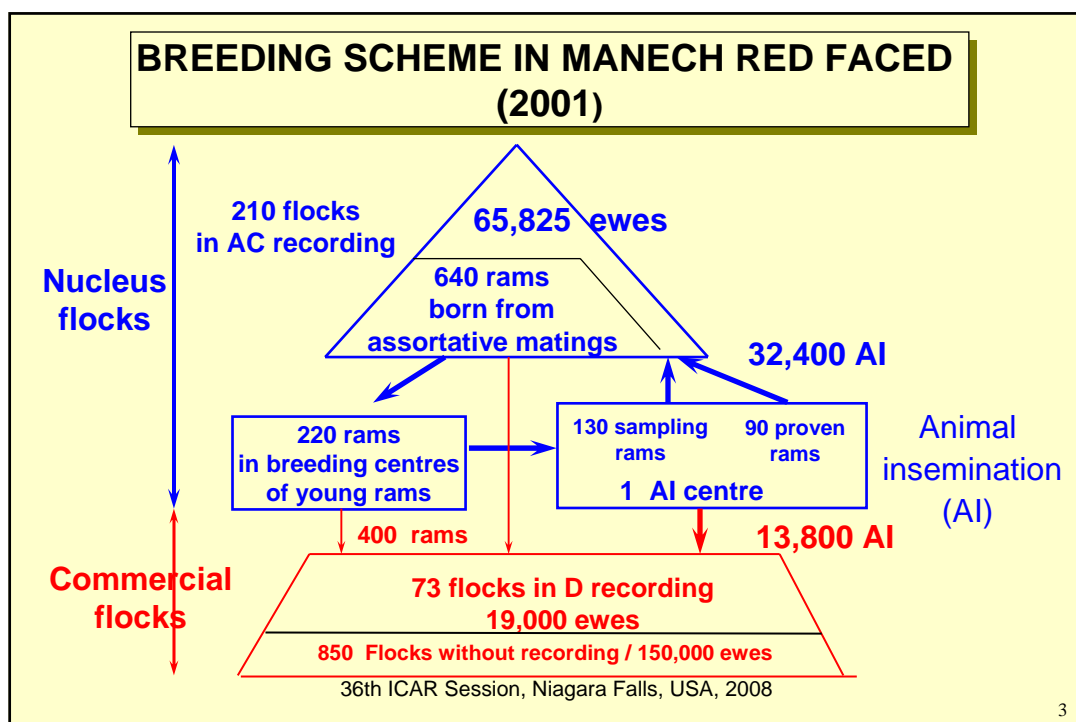 BREEDING SCHEME IN MANECH RED FACED
(2001)
210 flocks
in AC recording
65,825 ewes
Nucleus
flocks
640 rams
born from
assortative matings
32,400 AI
220 rams
in breeding centres
of young rams
130 sampling
rams
90 proven
rams
1 AI centre
Animal
insemination
(AI)
400 rams
13,800 AI
Commercial
flocks
73 flocks in D recording
19,000 ewes
850 Flocks without recording / 150,000 ewes
36th ICAR Session, Niagara Falls, USA, 2008
3